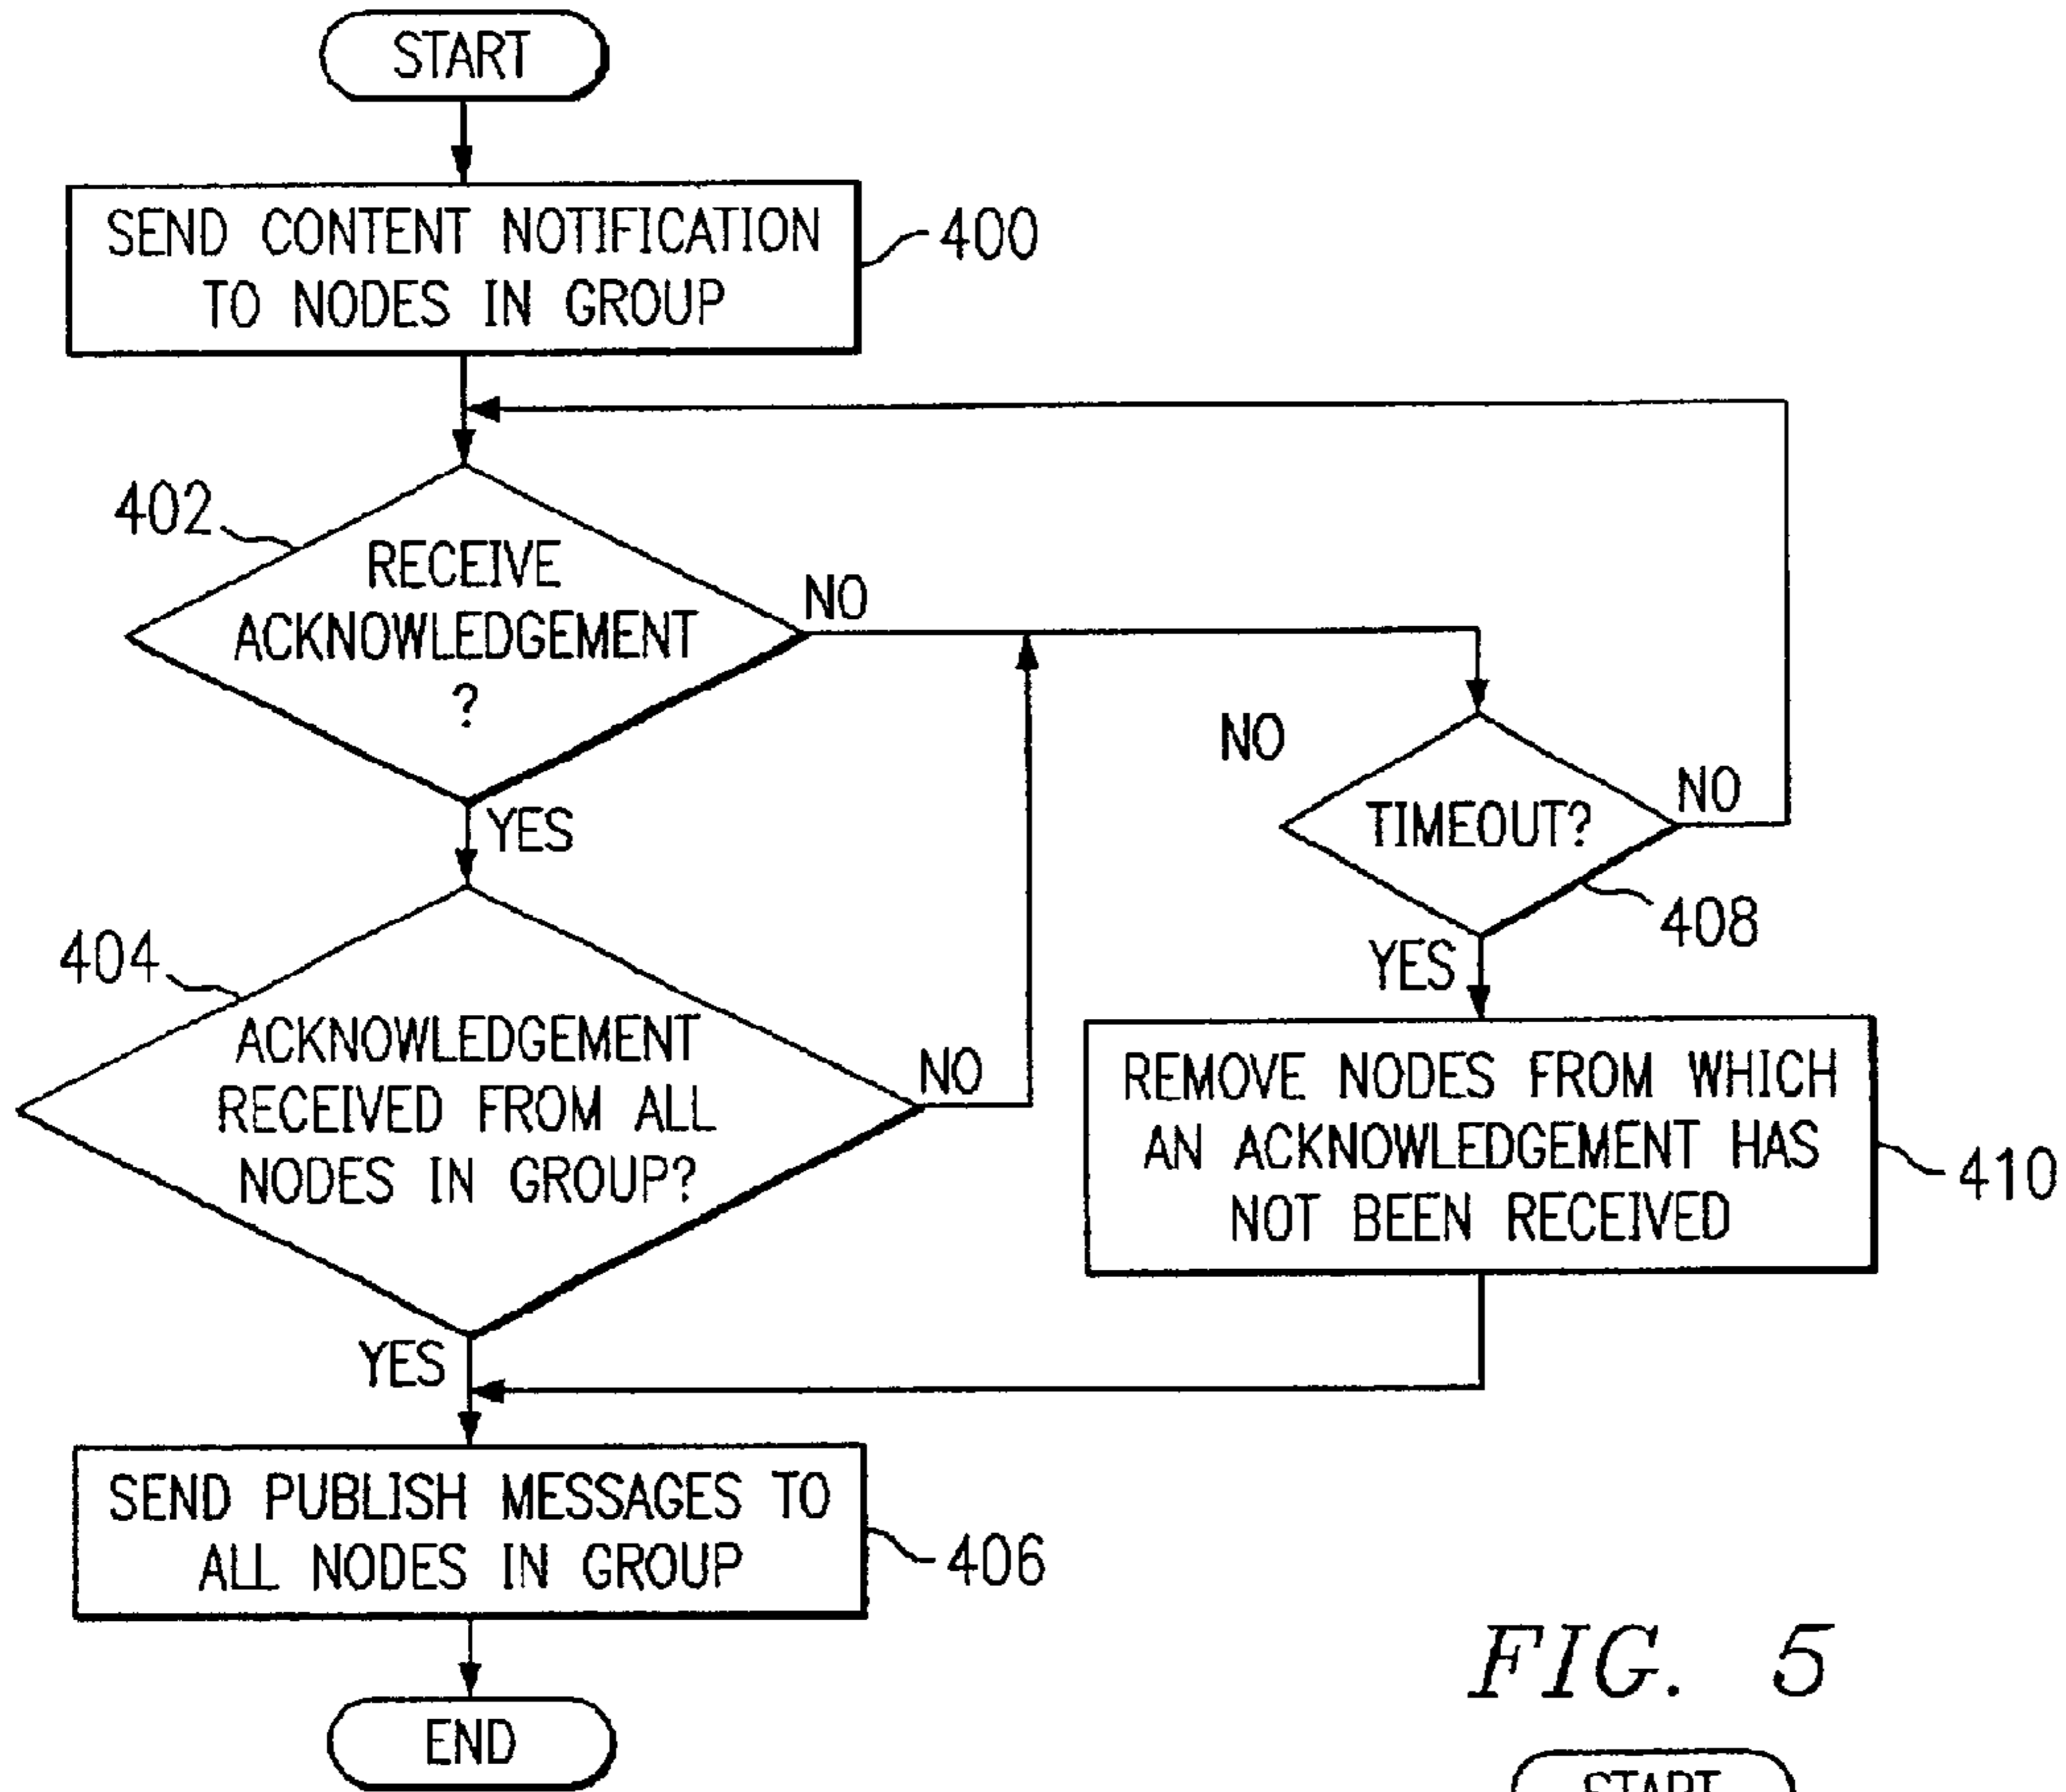 START
SEND CONTENT NOTIFICATION
TO NODES IN GROUP
400
402
RECEIVE
ACKNOWLEDGEMENT
?
NO
YES
NO
TIMEOUT?
NO
408
YES
404
ACKNOWLEDGEMENT
RECEIVED FROM ALL
NODES IN GROUP?
NO
YES
REMOVE NODES FROM WHICH
AN ACKNOWLEDGEMENT HAS
NOT BEEN RECEIVED
410
SEND PUBLISH MESSAGES TO
ALL NODES IN GROUP
406
END
FIG. 5
START